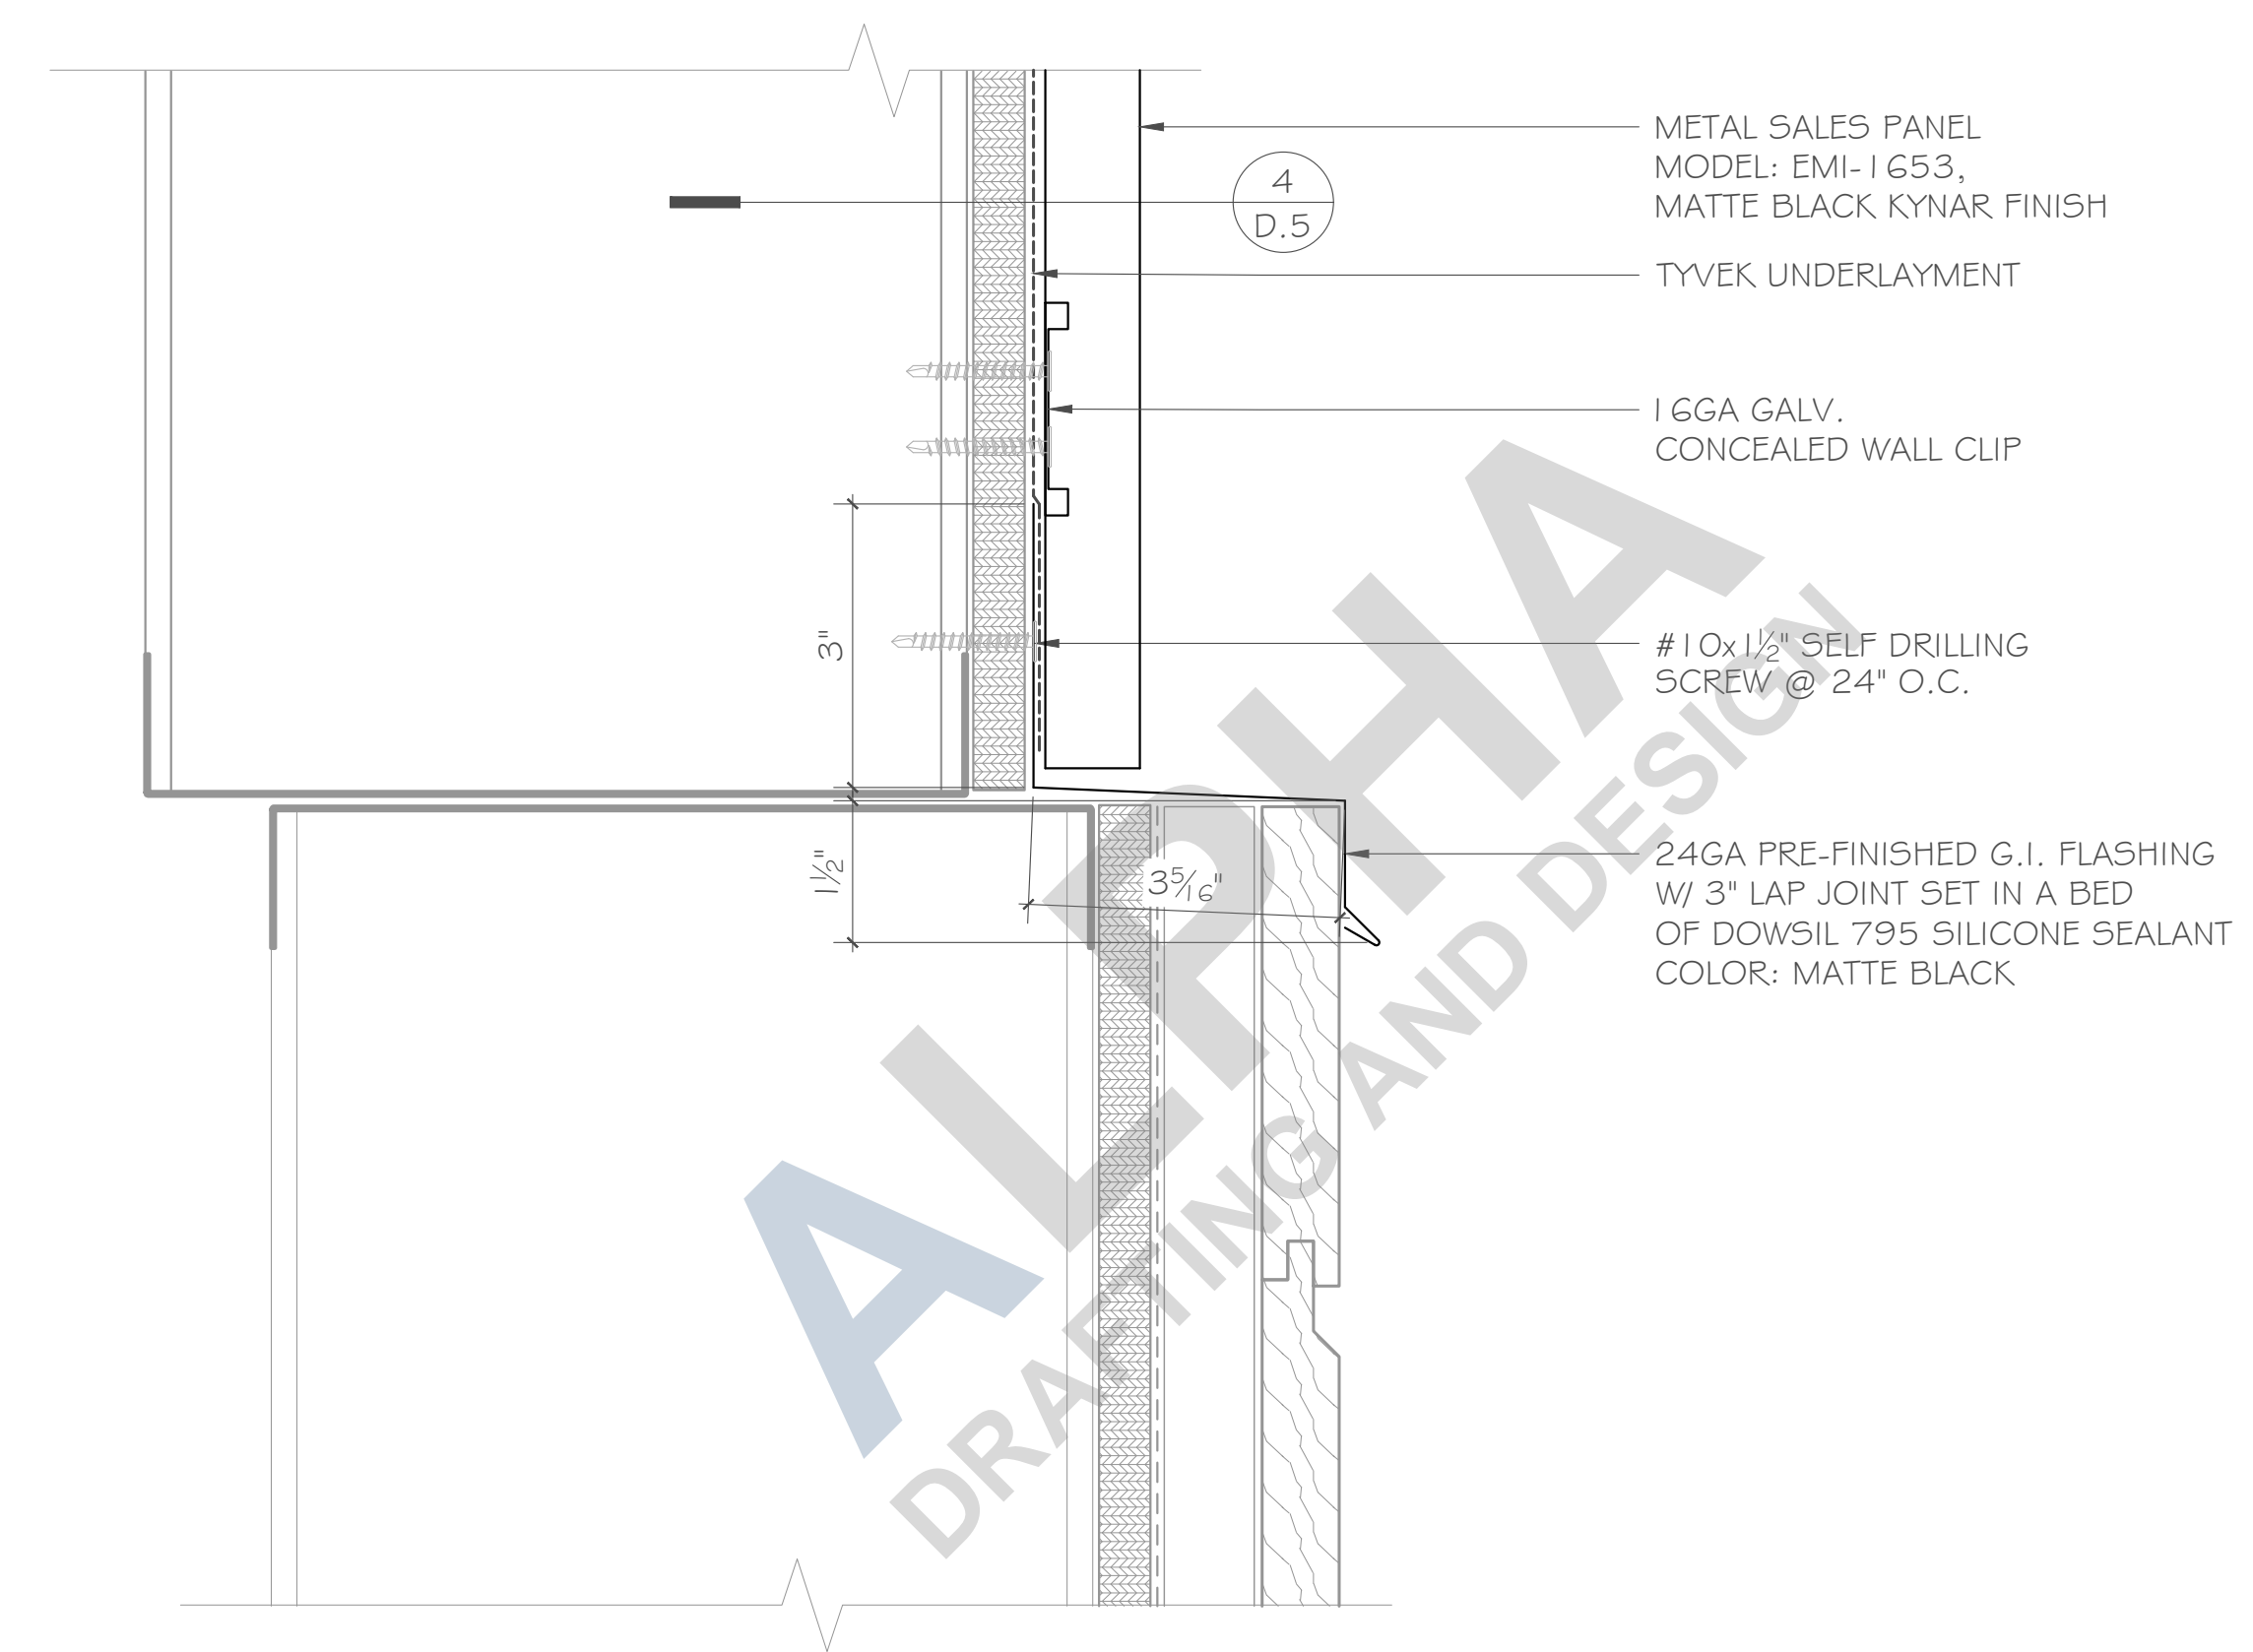 METAL SALES PANEL
MODEL: EMI-1653,
MATTE BLACK KYNAR FINISH
4
D.5
TYVEK UNDERLAYMENT
16GA GALV.
CONCEALED WALL CLIP
3"
#10x1½" SELF DRILLING
SCREW @ 24" O.C.
1½"
3⁵⁄₁₆"
24GA PRE-FINISHED G.I. FLASHING
W/ 3" LAP JOINT SET IN A BED
OF DOWSIL 795 SILICONE SEALANT
COLOR: MATTE BLACK
ALPHA
DRAFTING AND DESIGN